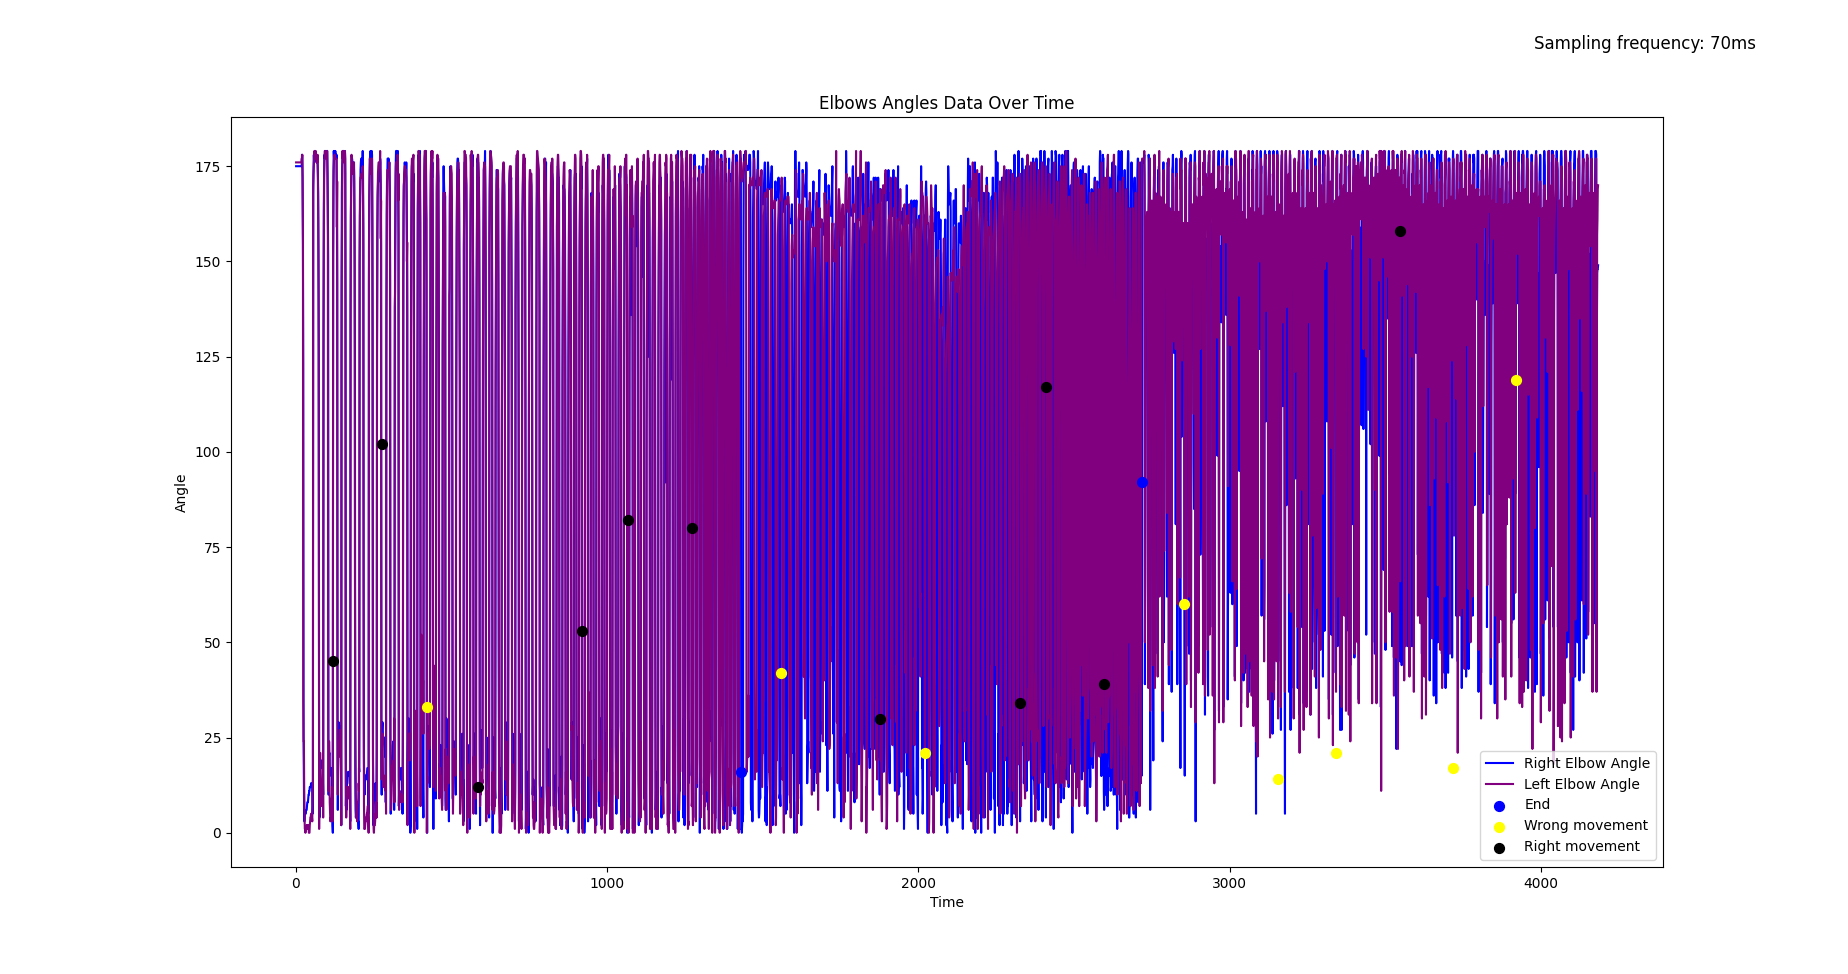 Sampling frequency: 70ms
Elbows Angles Data Over Time
Angle
175
150
125
100
75
50
25
0
0 1000 2000 3000 4000
Time
Right Elbow Angle
Left Elbow Angle
End
Wrong movement
Right movement